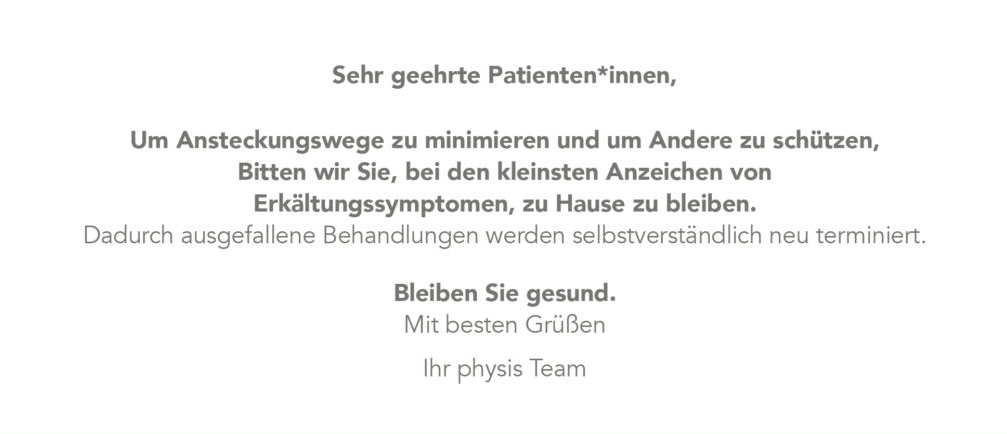 Sehr geehrte Patienten*innen,
Um Ansteckungswege zu minimieren und um Andere zu schützen,
Bitten wir Sie, bei den kleinsten Anzeichen von
Erkältungssymptomen, zu Hause zu bleiben.
Dadurch ausgefallene Behandlungen werden selbstverständlich neu terminiert.
Bleiben Sie gesund.
Mit besten Grüßen
Ihr physis Team